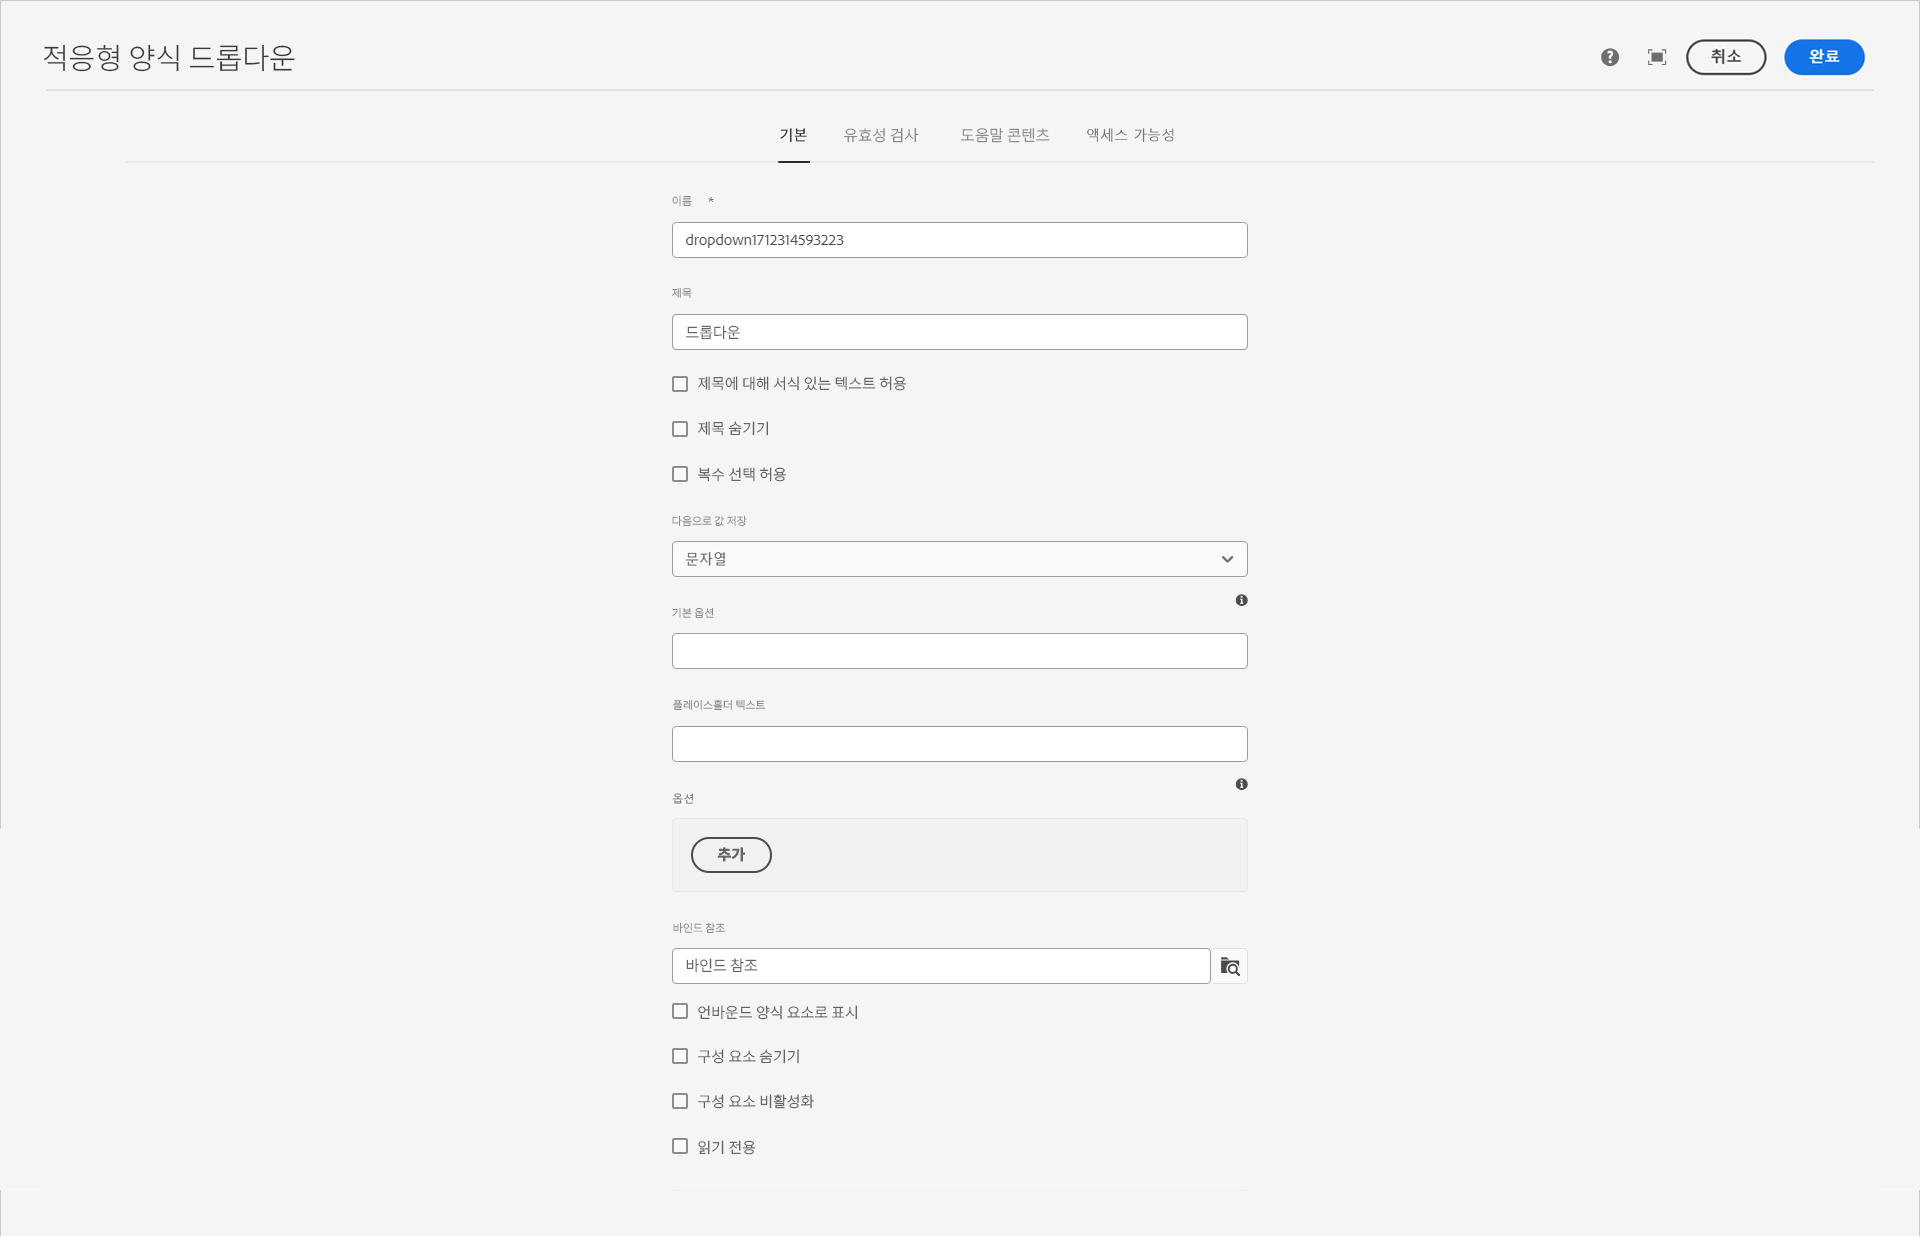 적응형 양식 드롭다운
취소
완료
기본
유효성 검사
도움말 콘텐츠
액세스 가능성
이름 *
dropdown1712314593223
제목
드롭다운
제목에 대해 서식 있는 텍스트 허용
제목 숨기기
복수 선택 허용
다음으로 값 저장
문자열
기본 옵션
플레이스홀더 텍스트
옵션
추가
바인드 참조
바인드 참조
언바운드 양식 요소로 표시
구성 요소 숨기기
구성 요소 비활성화
읽기 전용